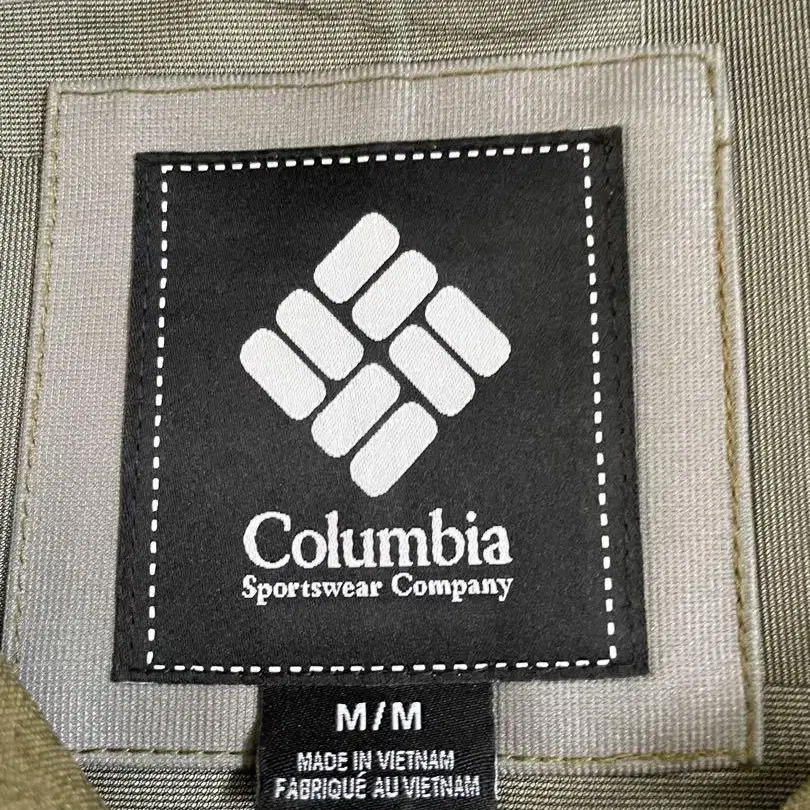 Columbia
Sportswear Company
M/M
MADE IN VIETNAM
FABRIQUÉ AU VIETNAM